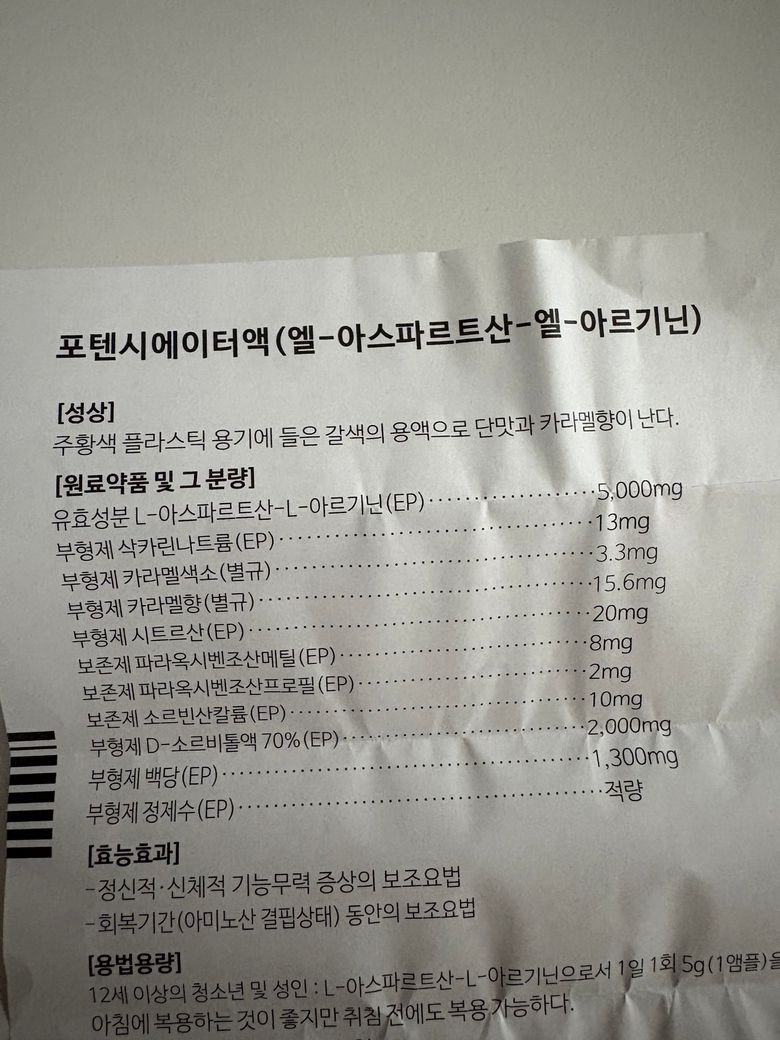 포텐시에이터액(엘-아스파르트산-엘-아르기닌)
[성상]
주황색 플라스틱 용기에 들은 갈색의 용액으로 단맛과 카라멜향이 난다.
[원료약품 및 그 분량]
유효성분 L-아스파르트산-L-아르기닌(EP)·····················5,000mg
부형제 삭카린나트륨(EP)········································13mg
부형제 카라멜색소(별규)········································3.3mg
부형제 카라멜향(별규)··········································15.6mg
부형제 시트르산(EP)············································20mg
보존제 파라옥시벤조산메틸(EP)································8mg
보존제 파라옥시벤조산프로필(EP)······························2mg
보존제 소르빈산칼륨(EP)······································10mg
부형제 D-소르비톨액 70%(EP)·······························2,000mg
부형제 백당(EP)··············································1,300mg
부형제 정제수(EP)············································적량
[효능효과]
-정신적·신체적 기능무력 증상의 보조요법
-회복기간(아미노산 결핍상태) 동안의 보조요법
[용법용량]
12세 이상의 청소년 및 성인 : L-아스파르트산-L-아르기닌으로서 1일 1회 5g(1앰플)을
아침에 복용하는 것이 좋지만 취침 전에도 복용가능하다.